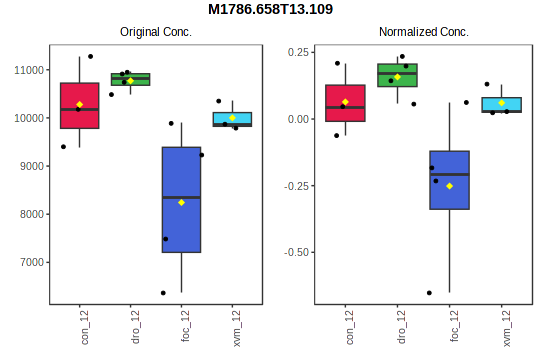 M1786.658T13.109
Original Conc.
Normalized Conc.
11000
10000
9000
8000
7000
0.25
0.00
-0.25
-0.50
con_12
dro_12
foc_12
xvm_12
con_12
dro_12
foc_12
xvm_12